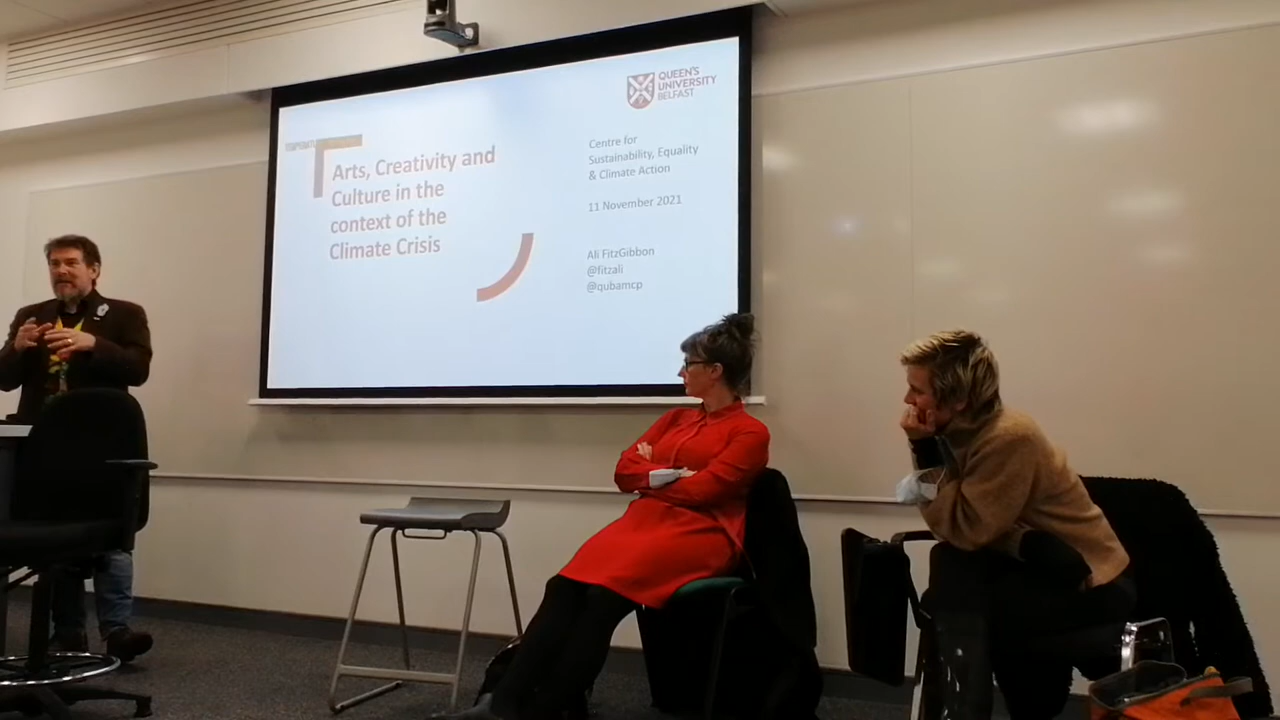 QUEEN'S
UNIVERSITY
BELFAST
Arts, Creativity and
Culture in the
context of the
Climate Crisis
Centre for
Sustainability, Equality
& Climate Action
11 November 2021
Ali FitzGibbon
@fitzali
@qubamcp